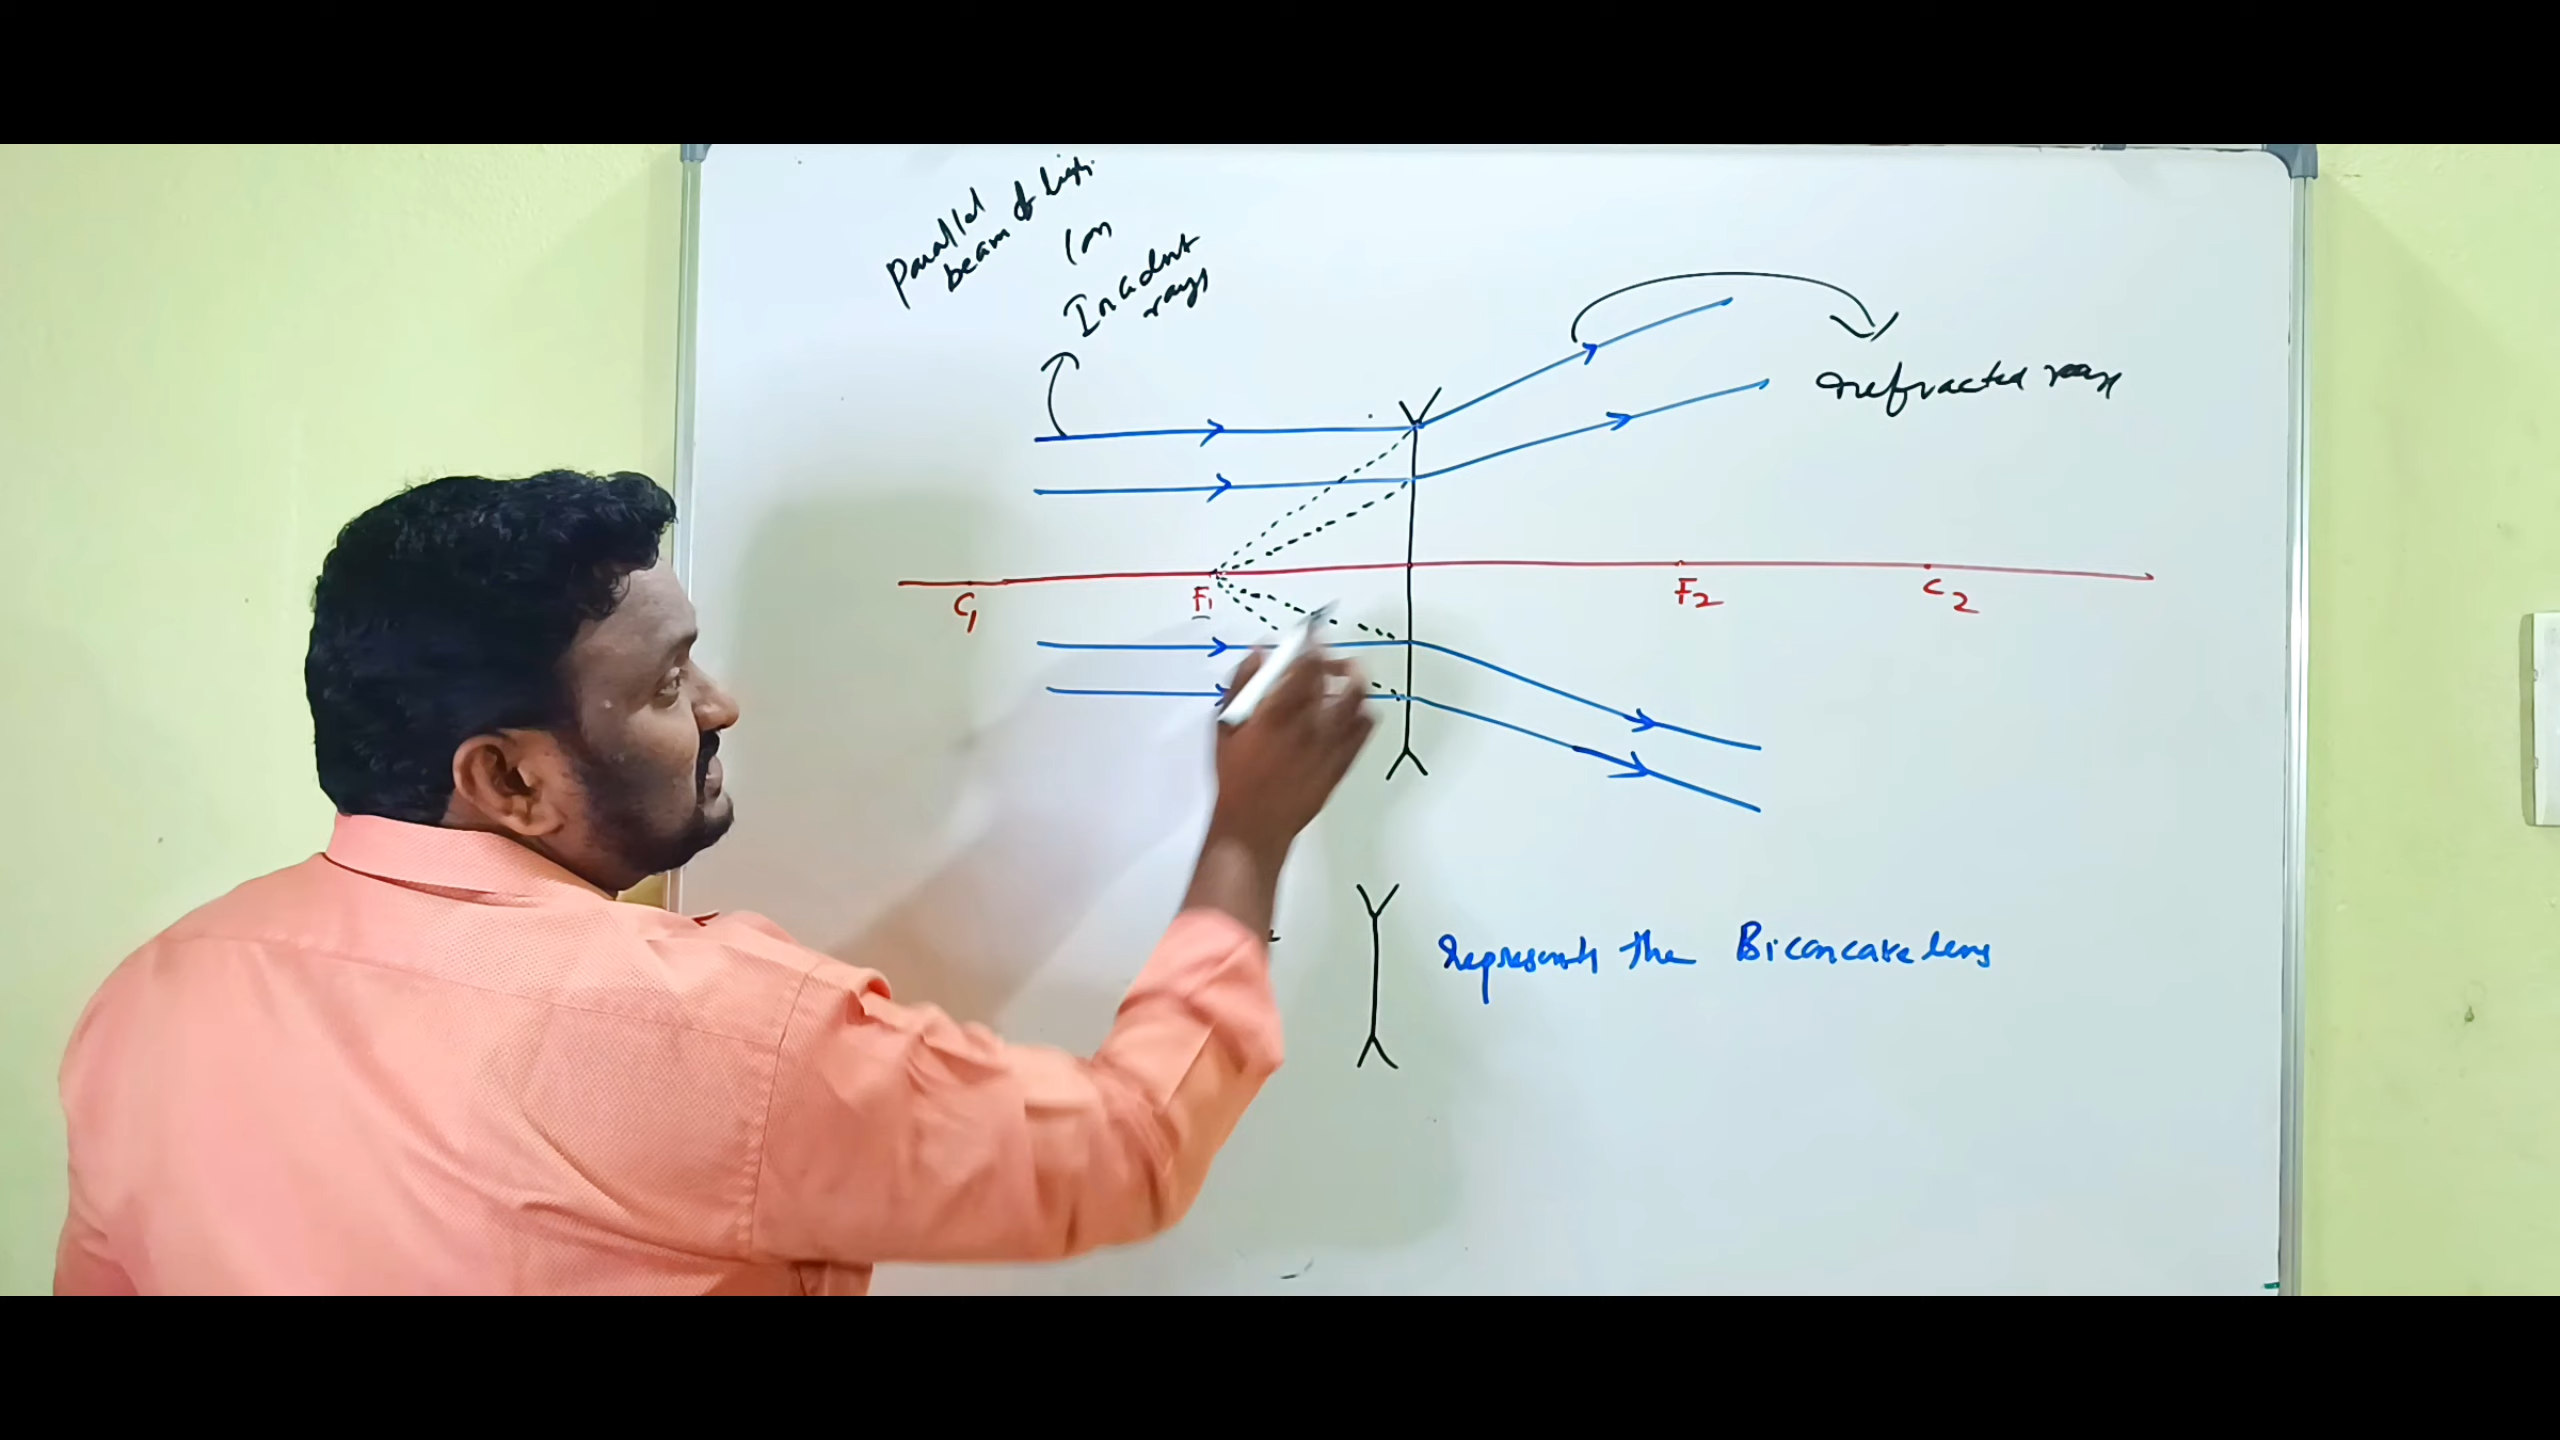 parallel
beam of light
(or)
Incident
rays
refracted rays
C1
F1
F2
C2
represents the Biconcave lens